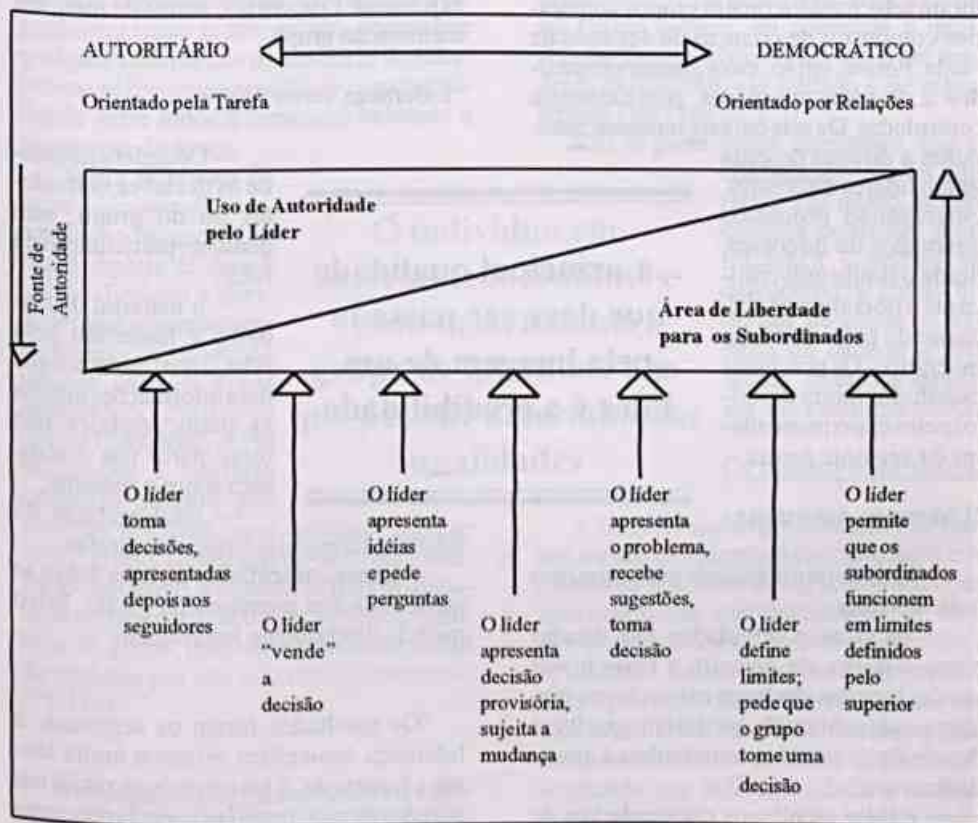 AUTORITÁRIO
DEMOCRÁTICO
Orientado pela Tarefa
Orientado por Relações
Fonte de
Autoridade
Uso de Autoridade
pelo Líder
Área de Liberdade
para os Subordinados
O líder
toma
decisões,
apresentadas
depois aos
seguidores
O líder
"vende"
a
decisão
O líder
apresenta
idéias
e pede
perguntas
O líder
apresenta
decisão
provisória,
sujeita a
mudança
O líder
apresenta
o problema,
recebe
sugestões,
toma
decisão
O líder
define
limites;
pede que
o grupo
tome uma
decisão
O líder
permite
que os
subordinados
funcionem
em limites
definidos
pelo
superior